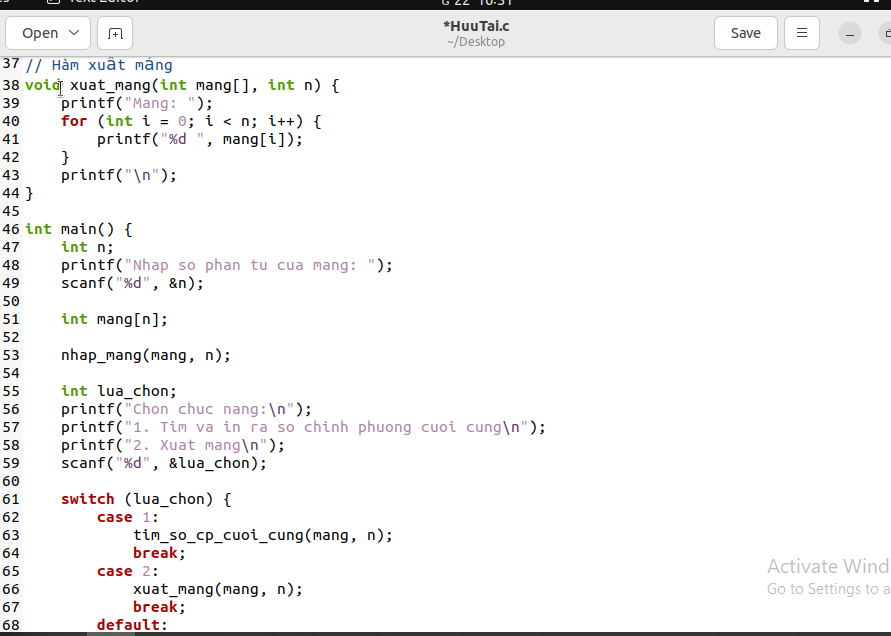 Text Editor
G 22 10:51
Open
*HuuTai.c
~/Desktop
Save
37 // Hàm xuất mảng
38 void xuat_mang(int mang[], int n) {
39     printf("Mang: ");
40     for (int i = 0; i < n; i++) {
41         printf("%d ", mang[i]);
42     }
43     printf("\n");
44 }
45
46 int main() {
47     int n;
48     printf("Nhap so phan tu cua mang: ");
49     scanf("%d", &n);
50
51     int mang[n];
52
53     nhap_mang(mang, n);
54
55     int lua_chon;
56     printf("Chon chuc nang:\n");
57     printf("1. Tim va in ra so chinh phuong cuoi cung\n");
58     printf("2. Xuat mang\n");
59     scanf("%d", &lua_chon);
60
61     switch (lua_chon) {
62         case 1:
63             tim_so_cp_cuoi_cung(mang, n);
64             break;
65         case 2:
66             xuat_mang(mang, n);
67             break;
68         default:
Activate Wind
Go to Settings to a